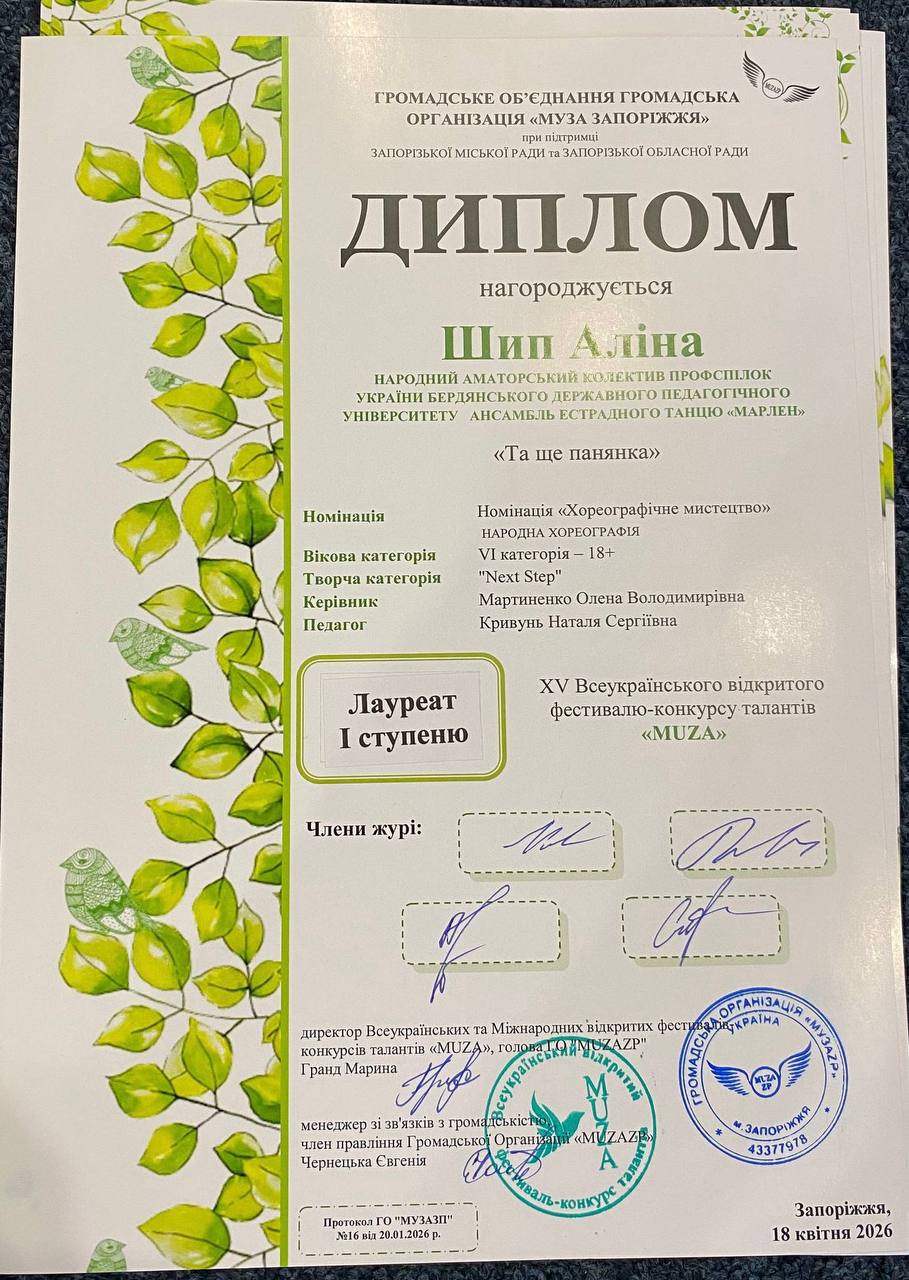 MUZAZP
ГРОМАДСЬКЕ ОБ’ЄДНАННЯ ГРОМАДСЬКА
ОРГАНІЗАЦІЯ «МУЗА ЗАПОРІЖЖЯ»
при підтримці
ЗАПОРІЗЬКОЇ МІСЬКОЇ РАДИ та ЗАПОРІЗЬКОЇ ОБЛАСНОЇ РАДИ
ДИПЛОМ
нагороджується
Шип Аліна
НАРОДНИЙ АМАТОРСЬКИЙ КОЛЕКТИВ ПРОФСПІЛОК
УКРАЇНИ БЕРДЯНСЬКОГО ДЕРЖАВНОГО ПЕДАГОГІЧНОГО
УНІВЕРСИТЕТУ АНСАМБЛЬ ЕСТРАДНОГО ТАНЦЮ «МАРЛЕН»
«Та ще панянка»
Номінація Номінація «Хореографічне мистецтво»
НАРОДНА ХОРЕОГРАФІЯ
Вікова категорія VI категорія – 18+
Творча категорія "Next Step"
Керівник Мартиненко Олена Володимирівна
Педагог Кривунь Наталя Сергіївна
Лауреат
І ступеню
XV Всеукраїнського відкритого
фестивалю-конкурсу талантів
«MUZA»
Члени журі:
директор Всеукраїнських та Міжнародних відкритих фестивалів,
конкурсів талантів «MUZA», голова ГО "MUZAZP"
Гранд Марина
менеджер зі зв'язків з громадськістю,
член правління Громадської Організації «MUZAZP»
Чернецька Євгенія
Всеукраїнський відкритий
фестиваль-конкурс талантів
MUZA
ГРОМАДСЬКА ОРГАНІЗАЦІЯ «МУЗАZP»
УКРАЇНА
MUZA
ZP
м. ЗАПОРІЖЖЯ
43377978
Протокол ГО "МУЗАЗП"
№16 від 20.01.2026 р.
Запоріжжя,
18 квітня 2026